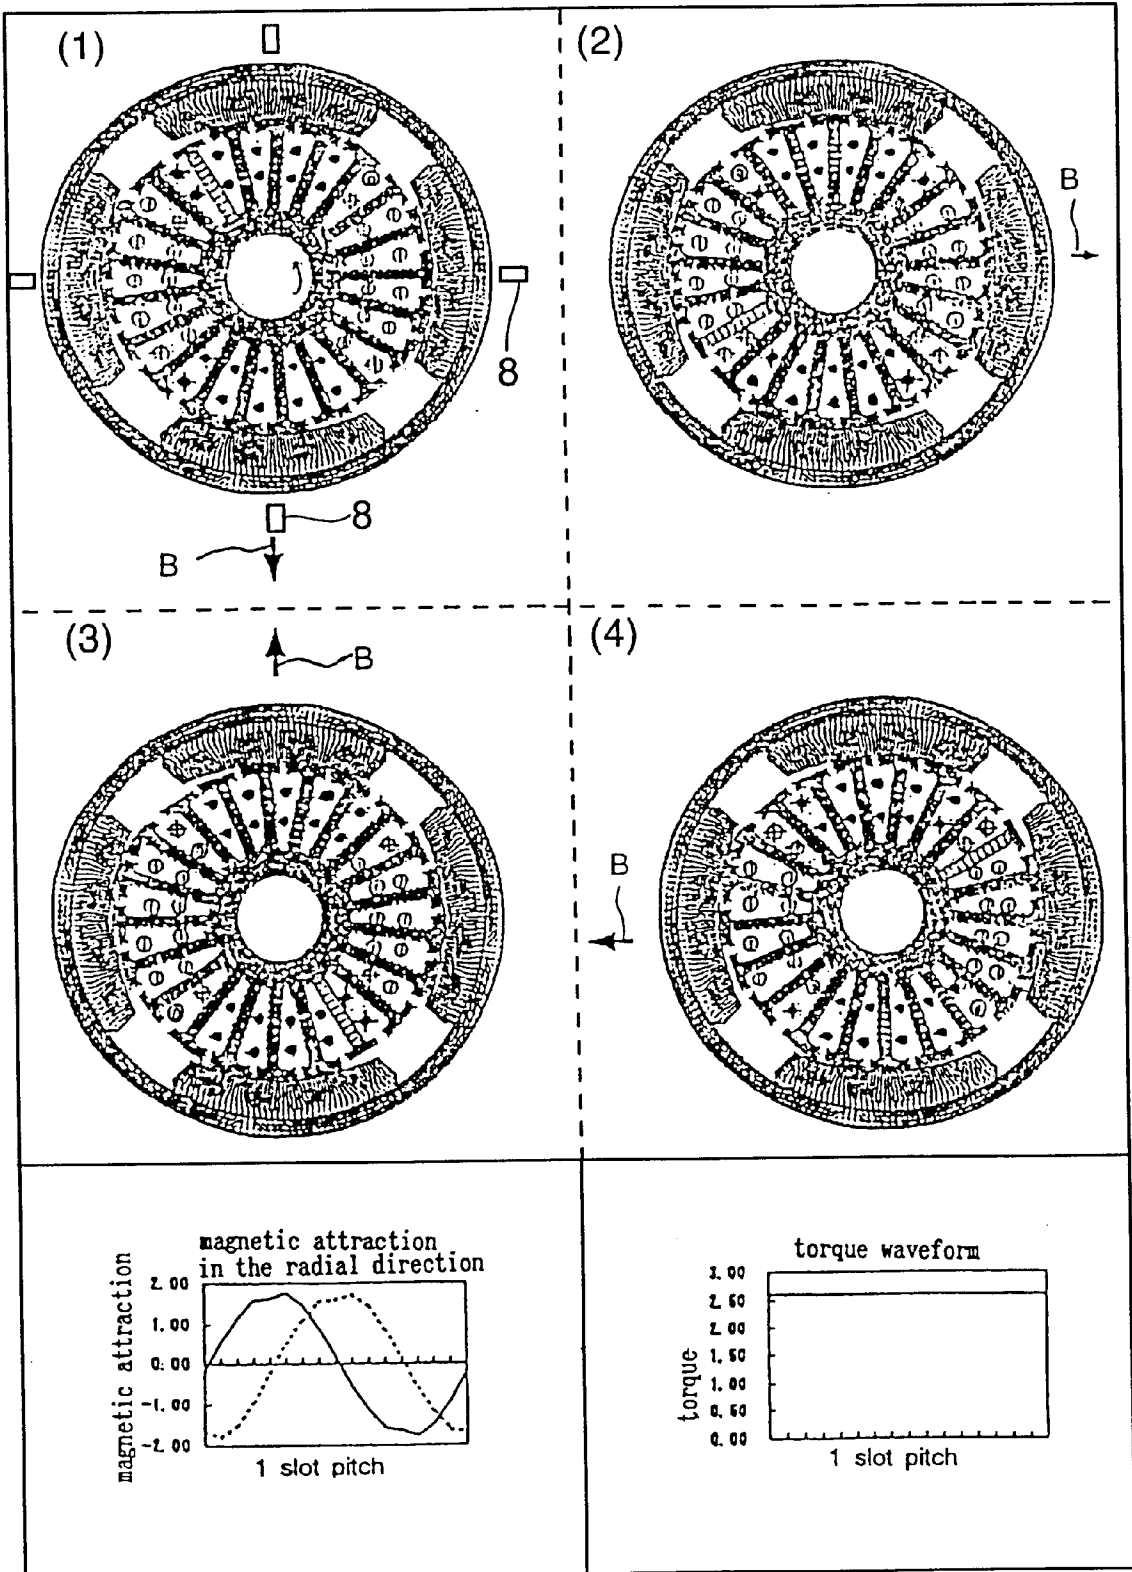 (1)
(2)
B
8
8
B
(3)
B
(4)
B
magnetic attraction
in the radial direction
magnetic attraction
2.00
1.00
0.00
-1.00
-2.00
1 slot pitch
torque waveform
torque
3.00
2.50
2.00
1.50
1.00
0.50
0.00
1 slot pitch